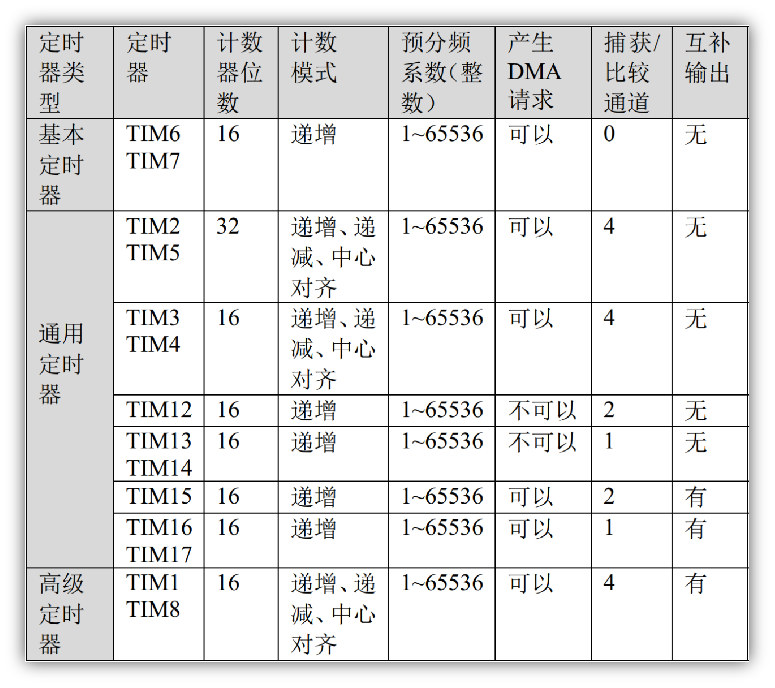 定时器类型 定时器 计数器位数 计数模式 预分频系数(整数) 产生DMA请求 捕获/比较通道 互补输出
基本定时器 TIM6 TIM7 16 递增 1~65536 可以 0 无
通用定时器 TIM2 TIM5 32 递增、递减、中心对齐 1~65536 可以 4 无
TIM3 TIM4 16 递增、递减、中心对齐 1~65536 可以 4 无
TIM12 16 递增 1~65536 不可以 2 无
TIM13 TIM14 16 递增 1~65536 不可以 1 无
TIM15 16 递增 1~65536 可以 2 有
TIM16 TIM17 16 递增 1~65536 可以 1 有
高级定时器 TIM1 TIM8 16 递增、递减、中心对齐 1~65536 可以 4 有